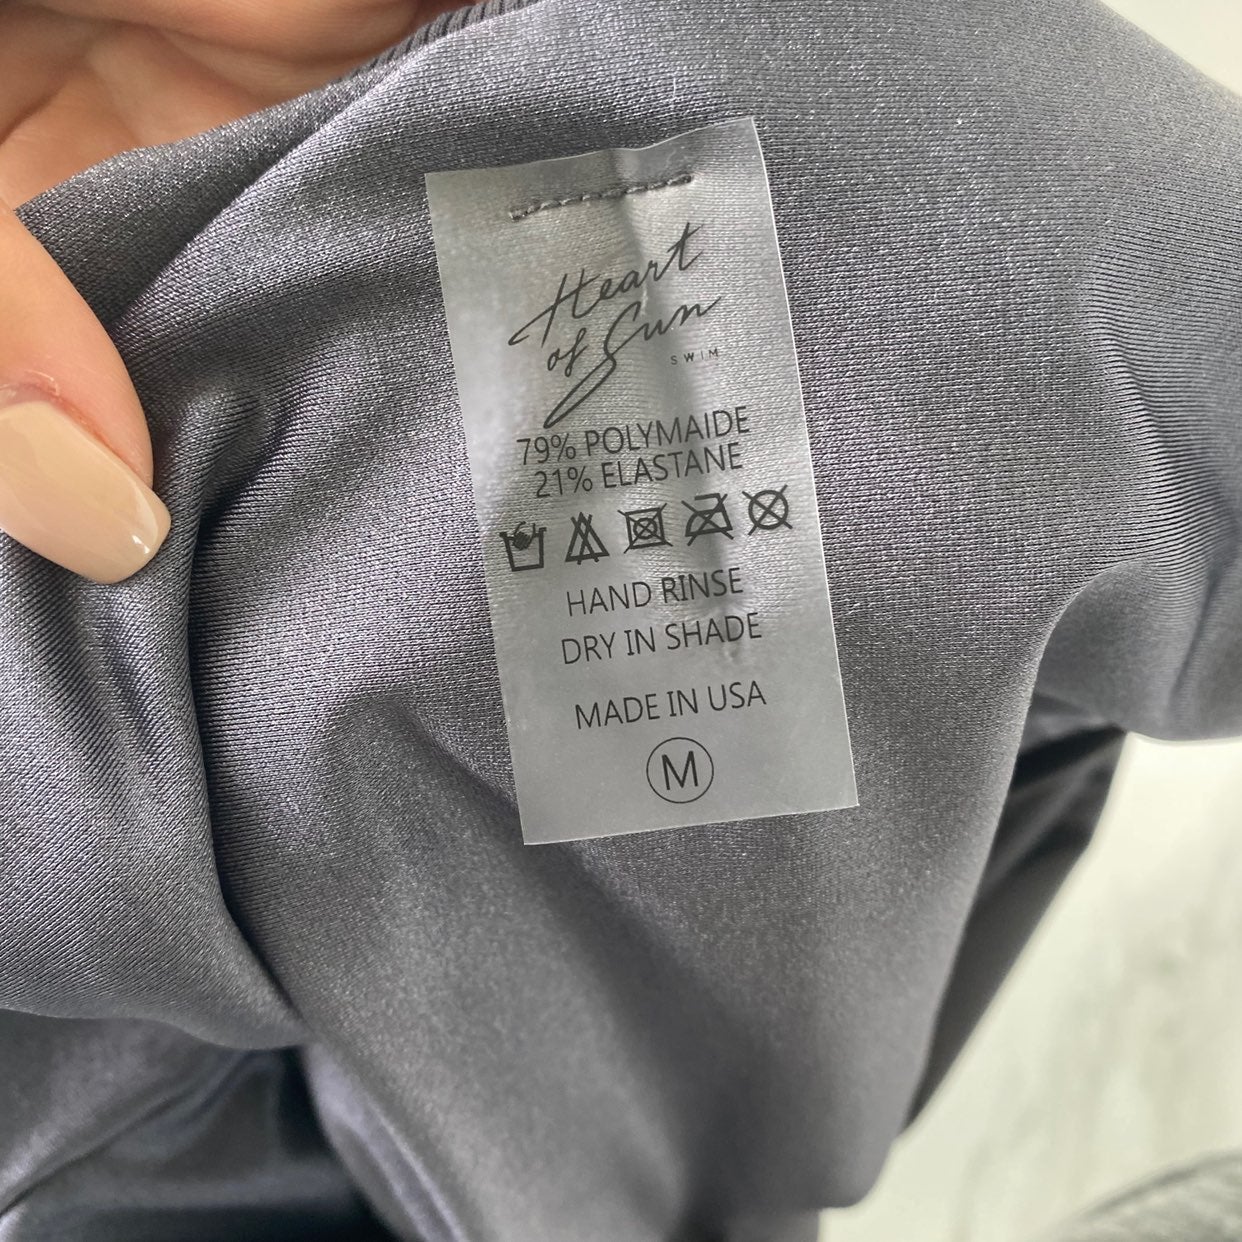 Heart
of Sun
SWIM
79% POLYMAIDE
21% ELASTANE
HAND RINSE
DRY IN SHADE
MADE IN USA
M